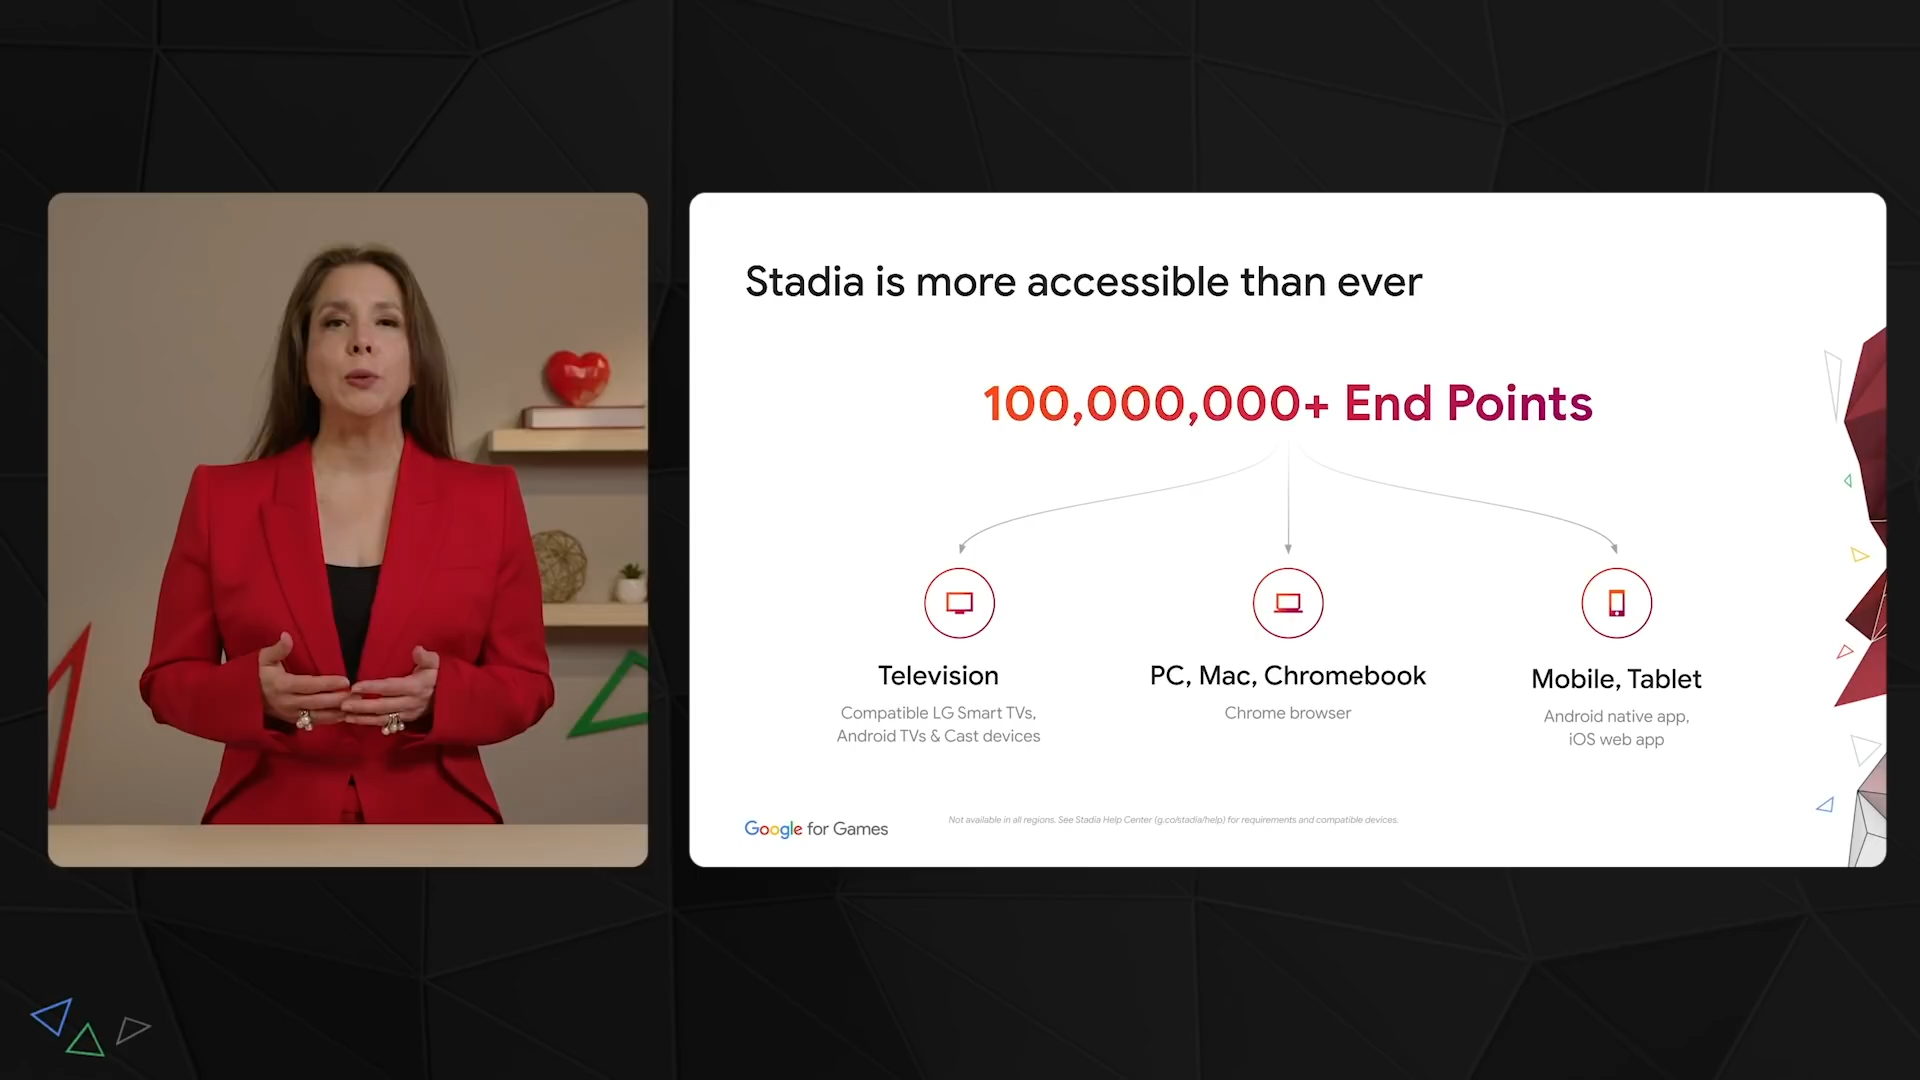 Stadia is more accessible than ever
100,000,000+ End Points
Television
Compatible LG Smart TVs,
Android TVs & Cast devices
PC, Mac, Chromebook
Chrome browser
Mobile, Tablet
Android native app,
iOS web app
Google for Games
Not available in all regions. See Stadia Help Center (g.co/stadia/help) for requirements and compatible devices.